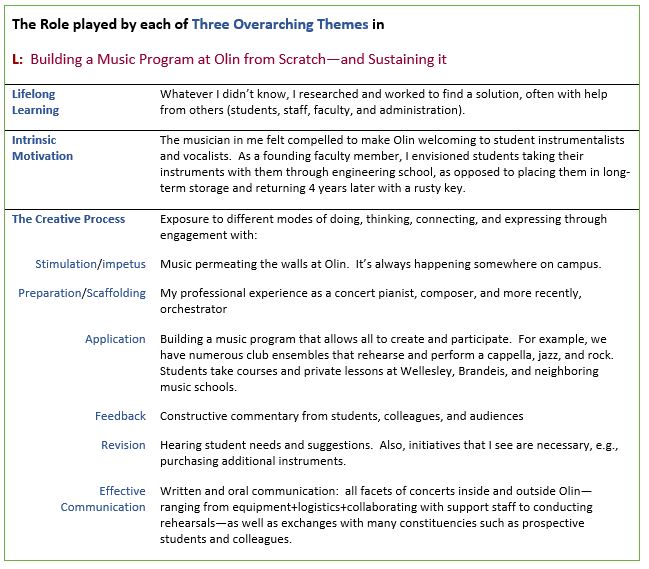 The Role played by each of Three Overarching Themes in
L: Building a Music Program at Olin from Scratch—and Sustaining it
Lifelong
Learning
Whatever I didn't know, I researched and worked to find a solution, often with help
from others (students, staff, faculty, and administration).
Intrinsic
Motivation
The musician in me felt compelled to make Olin welcoming to student instrumentalists
and vocalists. As a founding faculty member, I envisioned students taking their
instruments with them through engineering school, as opposed to placing them in long-
term storage and returning 4 years later with a rusty key.
The Creative Process
Exposure to different modes of doing, thinking, connecting, and expressing through
engagement with:
Stimulation/impetus
Music permeating the walls at Olin. It's always happening somewhere on campus.
Preparation/Scaffolding
My professional experience as a concert pianist, composer, and more recently,
orchestrator
Application
Building a music program that allows all to create and participate. For example, we
have numerous club ensembles that rehearse and perform a cappella, jazz, and rock.
Students take courses and private lessons at Wellesley, Brandeis, and neighboring
music schools.
Feedback
Constructive commentary from students, colleagues, and audiences
Revision
Hearing student needs and suggestions. Also, initiatives that I see are necessary, e.g.,
purchasing additional instruments.
Effective
Communication
Written and oral communication: all facets of concerts inside and outside Olin—
ranging from equipment+logistics+collaborating with support staff to conducting
rehearsals—as well as exchanges with many constituencies such as prospective
students and colleagues.